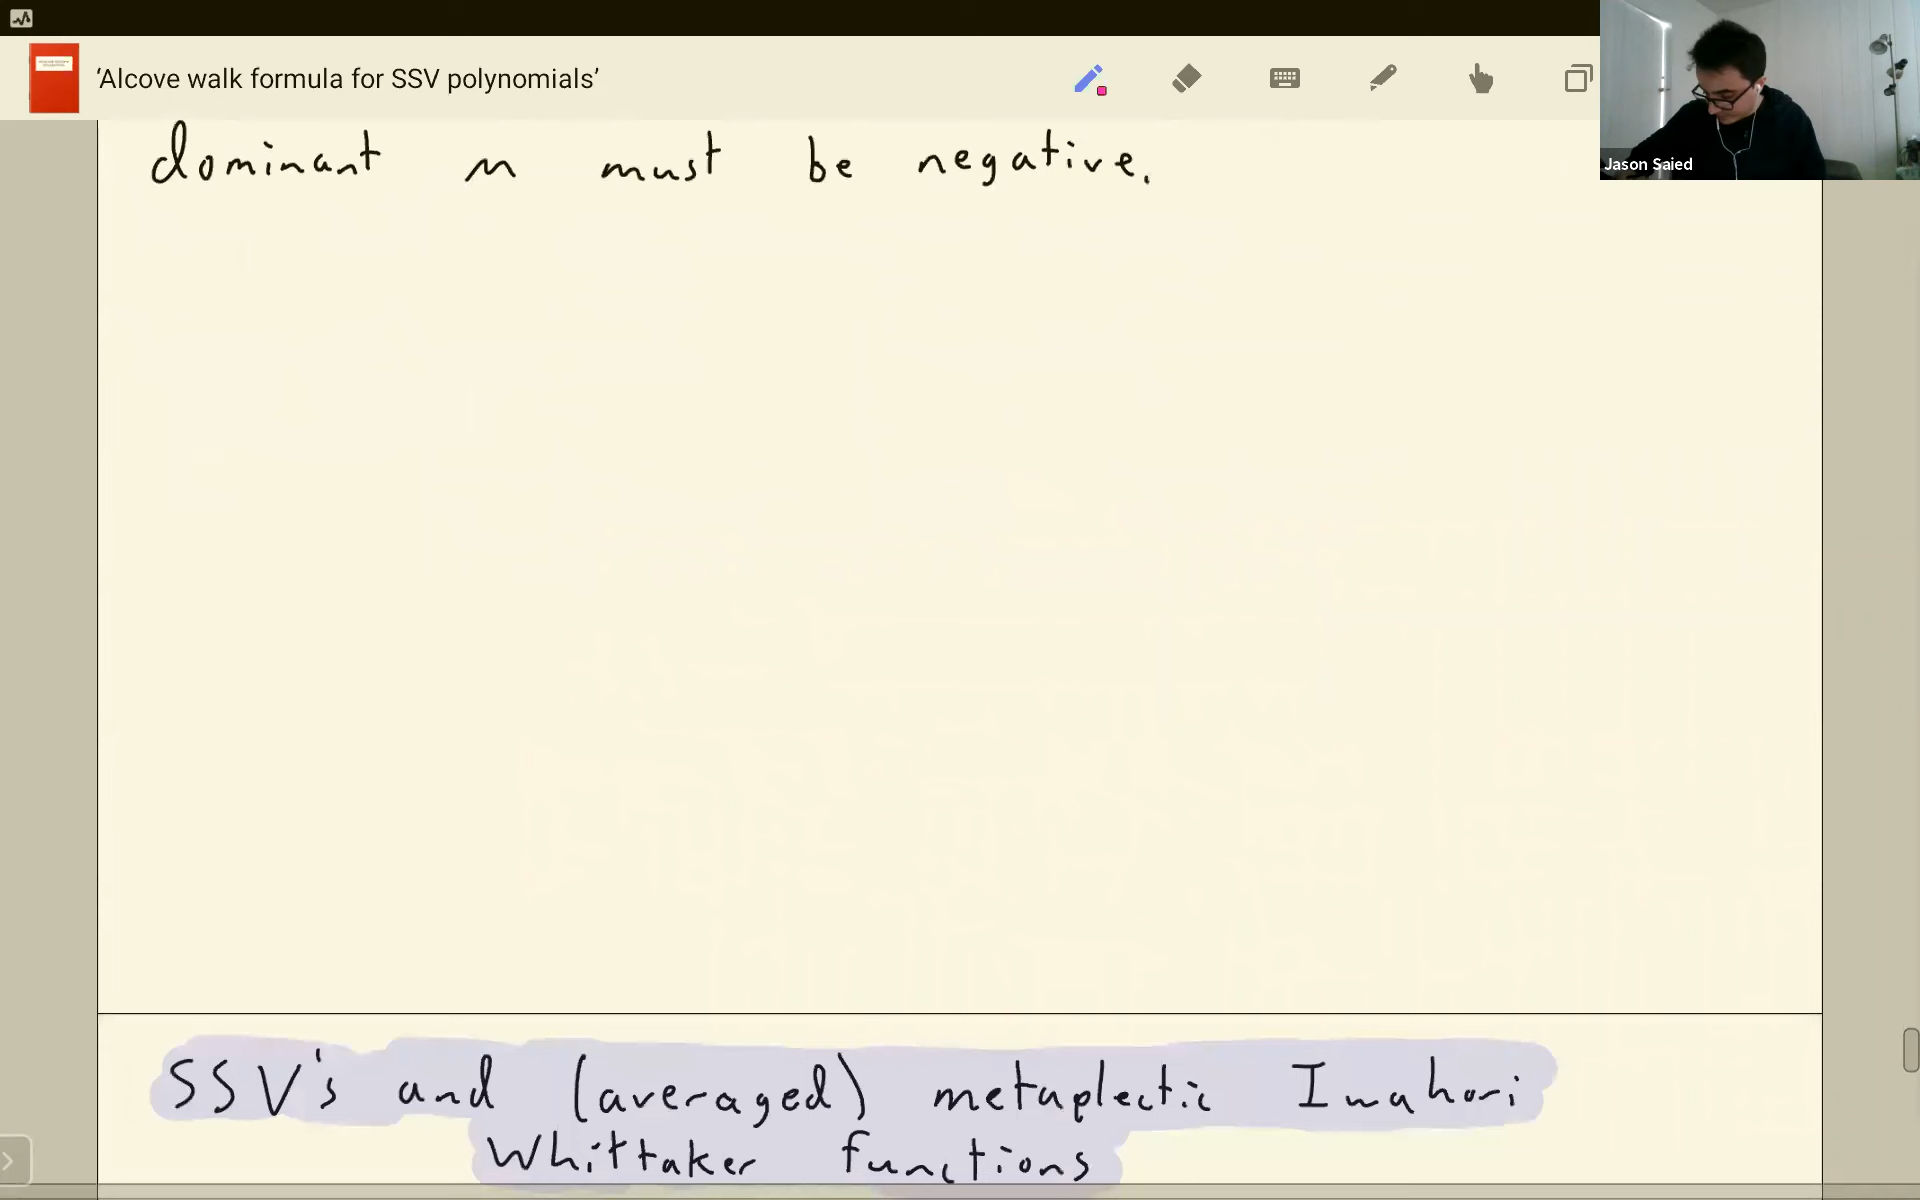 ‘Alcove walk formula for SSV polynomials’
Jason Saied
dominant m must be negative.
SSV's and (averaged) metaplectic Iwahori
Whittaker functions